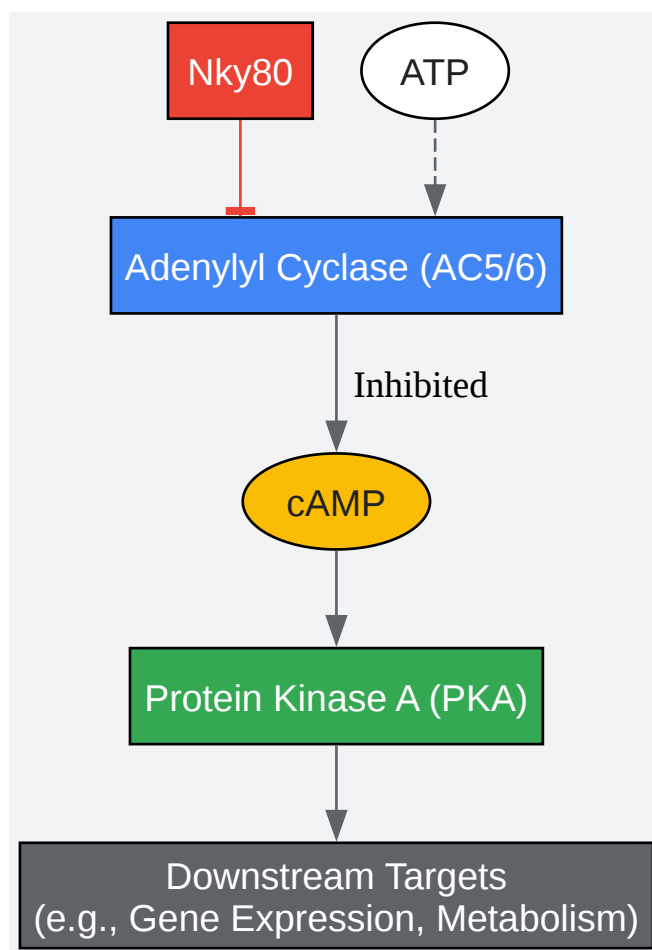 Nky80
ATP
Adenylyl Cyclase (AC5/6)
Inhibited
cAMP
Protein Kinase A (PKA)
Downstream Targets
(e.g., Gene Expression, Metabolism)